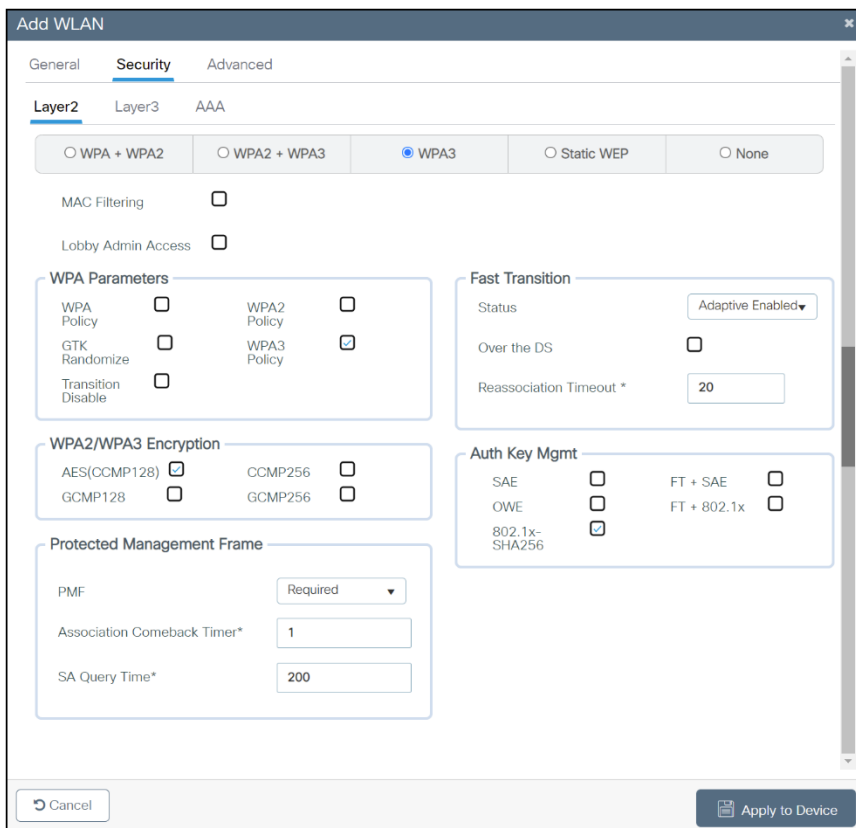 Add WLAN
General Security Advanced
Layer2 Layer3 AAA
WPA + WPA2 WPA2 + WPA3 WPA3 Static WEP None
MAC Filtering
Lobby Admin Access
WPA Parameters
WPA Policy
WPA2 Policy
GTK Randomize
WPA3 Policy
Transition Disable
Fast Transition
Status Adaptive Enabled
Over the DS
Reassociation Timeout * 20
WPA2/WPA3 Encryption
AES(CCMP128) CCMP256
GCMP128 GCMP256
Auth Key Mgmt
SAE FT + SAE
OWE FT + 802.1x
802.1x-
SHA256
Protected Management Frame
PMF Required
Association Comeback Timer* 1
SA Query Time* 200
Cancel
Apply to Device